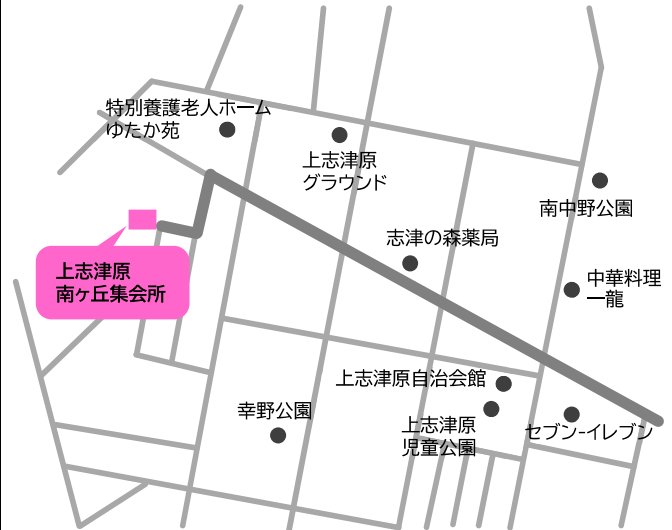 特別養護老人ホーム
ゆたか苑
上志津原
グラウンド
南中野公園
志津の森薬局
上志津原
南ヶ丘集会所
中華料理
一龍
上志津原自治会館
幸野公園
上志津原
児童公園
セブン-イレブン